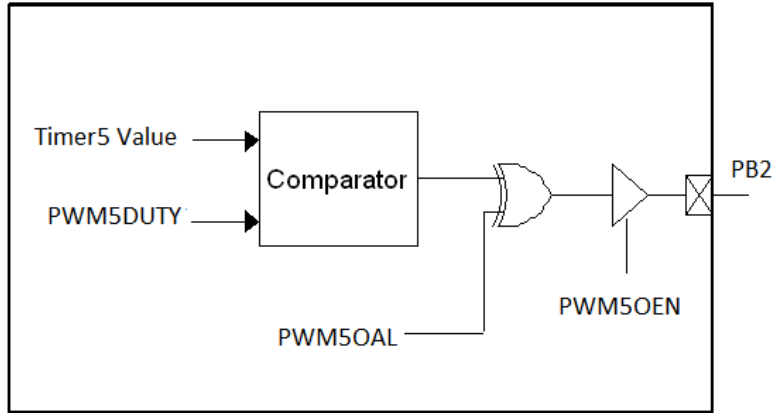 Timer5 Value
Comparator
PB2
PWM5DUTY
PWM5OEN
PWM5OAL